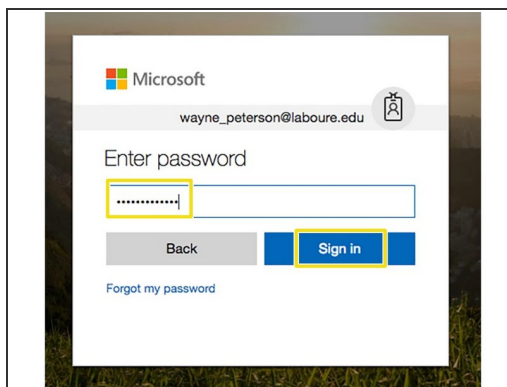 Microsoft
wayne_peterson@laboure.edu
Enter password
•••••••••••••
Back
Sign in
Forgot my password